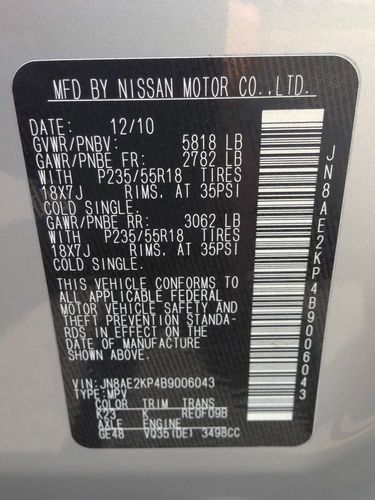 MFD BY NISSAN MOTOR CO.,LTD.
DATE: 12/10
GVWR/PNBV: 5818 LB
GAWR/PNBE FR: 2782 LB
WITH P235/55R18 TIRES
18X7J RIMS, AT 35PSI
COLD SINGLE.
GAWR/PNBE RR: 3062 LB
WITH P235/55R18 TIRES
18X7J RIMS, AT 35PSI
COLD SINGLE.
THIS VEHICLE CONFORMS TO
ALL APPLICABLE FEDERAL
MOTOR VEHICLE SAFETY AND
THEFT PREVENTION STANDA-
RDS IN EFFECT ON THE
DATE OF MANUFACTURE
SHOWN ABOVE.
VIN: JN8AE2KP4B9006043
TYPE: MPV
COLOR TRIM TRANS
K23 K RE0F09B
AXLE ENGINE
GE48 VQ35(DE) 3498CC
JN8AE2KP4B9006043